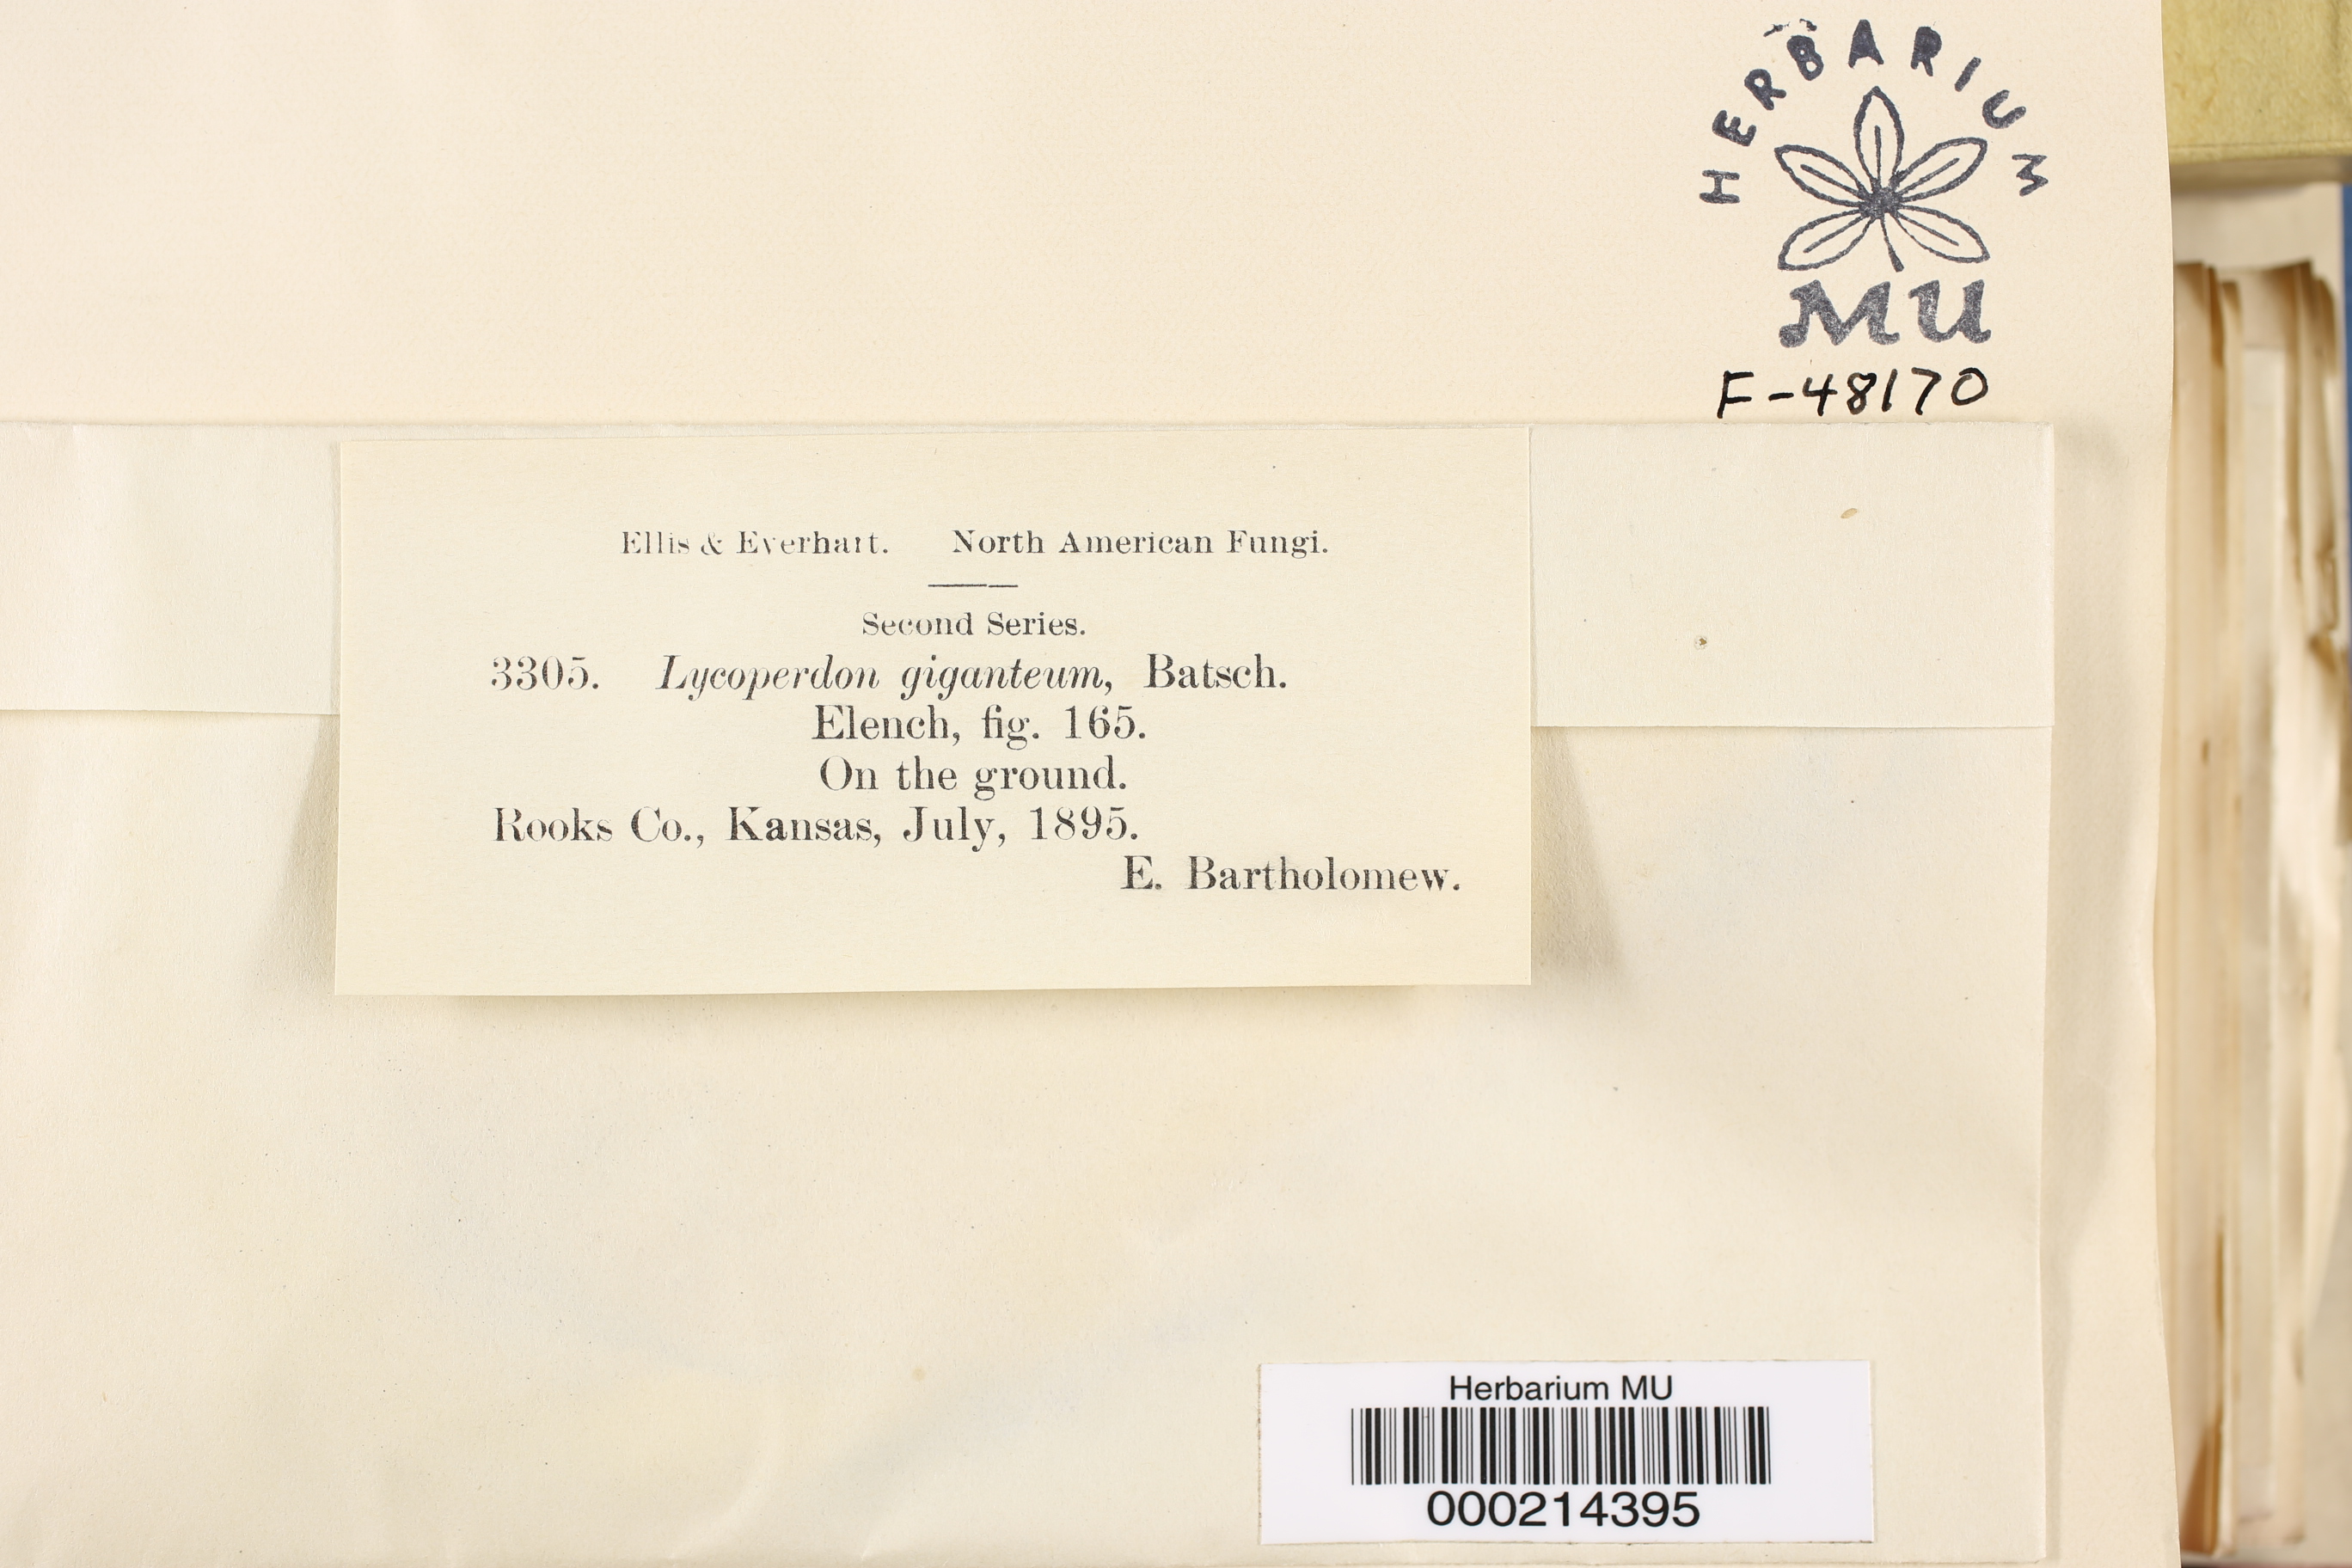 HERBARIUM
MU
F-48170
Ellis & Everhart. North American Fungi.
Second Series.
3305. Lycoperdon giganteum, Batsch.
Elench, fig. 165.
On the ground.
Rooks Co., Kansas, July, 1895.
E. Bartholomew.
Herbarium MU
000214395